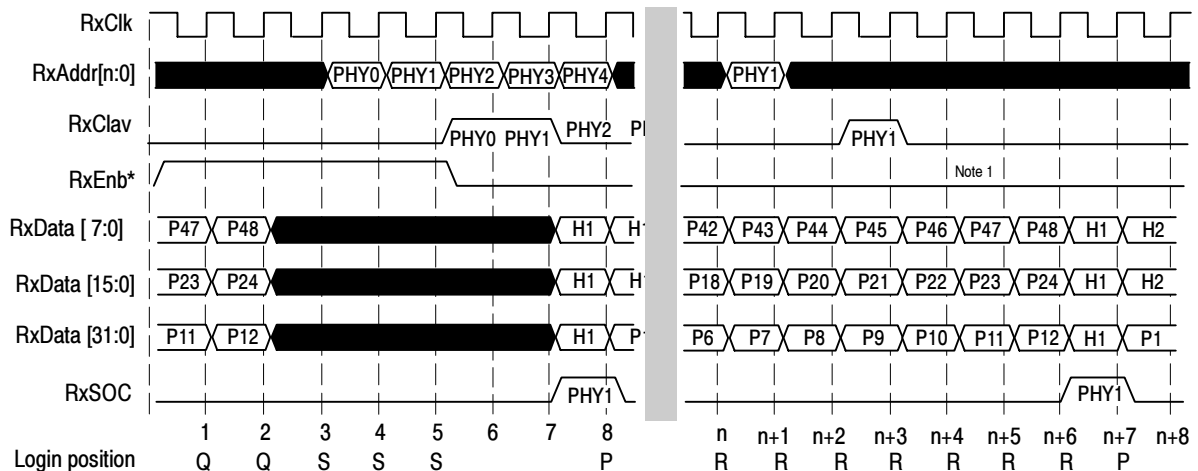 RxClk
RxAddr[n:0] PHY0 PHY1 PHY2 PHY3 PHY4 PHY1
RxClav PHY0 PHY1 PHY2 PHY1
RxEnb* Note 1
RxData [ 7:0] P47 P48 H1 H1 P42 P43 P44 P45 P46 P47 P48 H1 H2
RxData [15:0] P23 P24 H1 H1 P18 P19 P20 P21 P22 P23 P24 H1 H2
RxData [31:0] P11 P12 H1 P1 P6 P7 P8 P9 P10 P11 P12 H1 P1
RxSOC PHY1 PHY1
1 2 3 4 5 6 7 8 n n+1 n+2 n+3 n+4 n+5 n+6 n+7 n+8
Login position Q Q S S S P R R R R R R R P